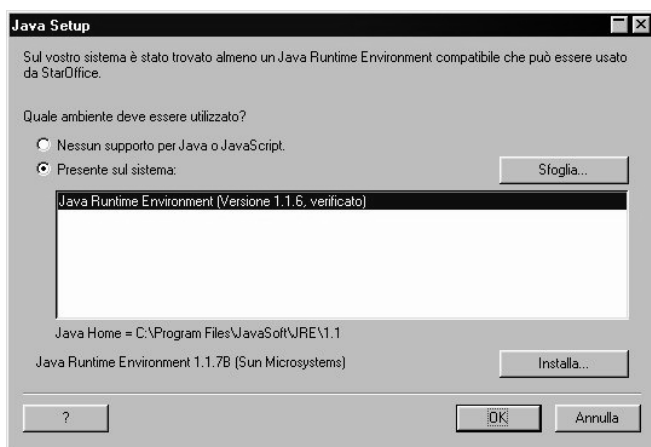 Java Setup
Sul vostro sistema è stato trovato almeno un Java Runtime Environment compatibile che può essere usato
da StarOffice.
Quale ambiente deve essere utilizzato?
Nessun supporto per Java o JavaScript.
Presente sul sistema:
Sfoglia...
Java Runtime Environment (Versione 1.1.6, verificato)
Java Home = C:\Program Files\JavaSoft\JRE\1.1
Java Runtime Environment 1.1.7B (Sun Microsystems)
Installa...
?
OK
Annulla